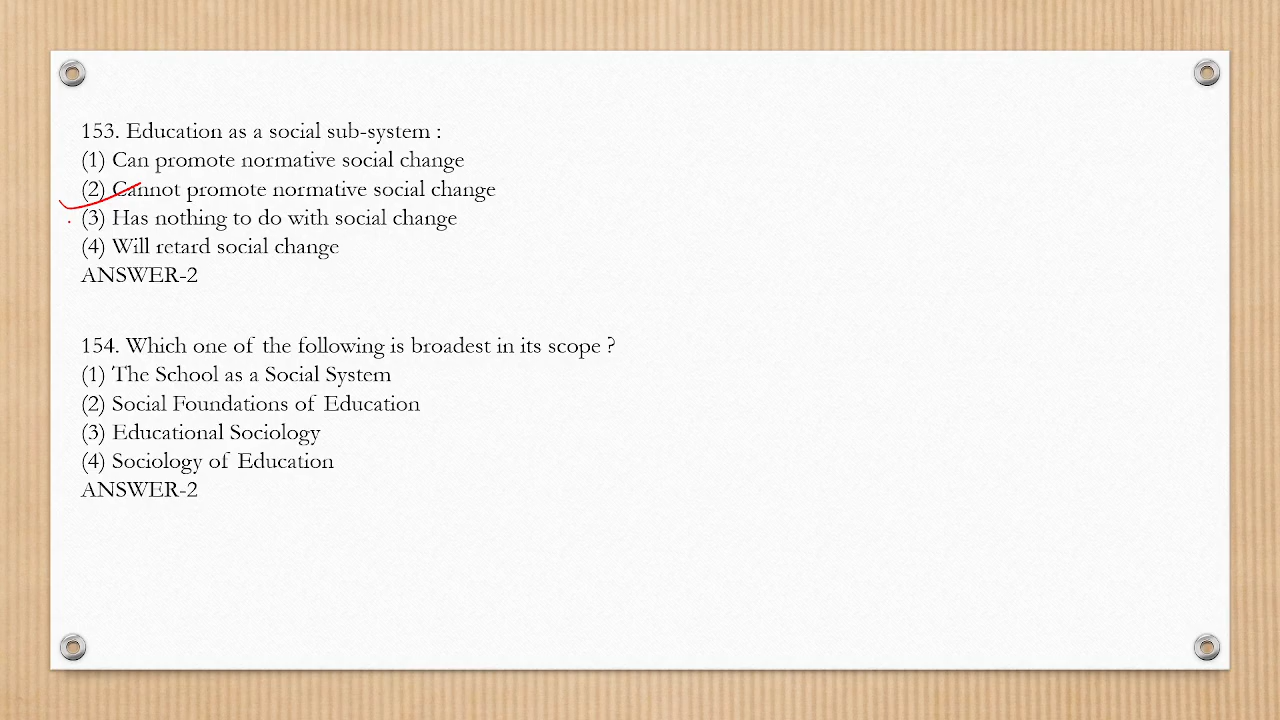 153. Education as a social sub-system :
(1) Can promote normative social change
(2) Cannot promote normative social change
(3) Has nothing to do with social change
(4) Will retard social change
ANSWER-2
154. Which one of the following is broadest in its scope ?
(1) The School as a Social System
(2) Social Foundations of Education
(3) Educational Sociology
(4) Sociology of Education
ANSWER-2